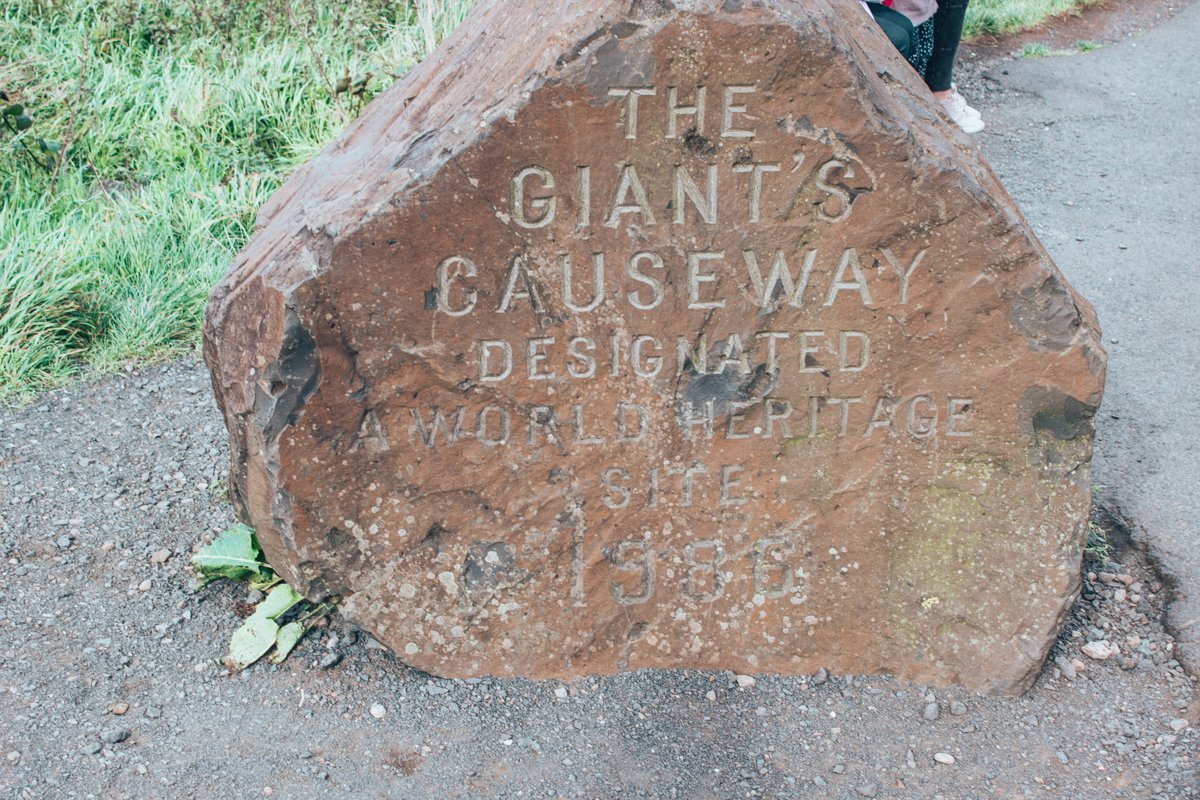 THE
GIANT'S
CAUSEWAY
DESIGNATED
A WORLD HERITAGE
SITE
1986